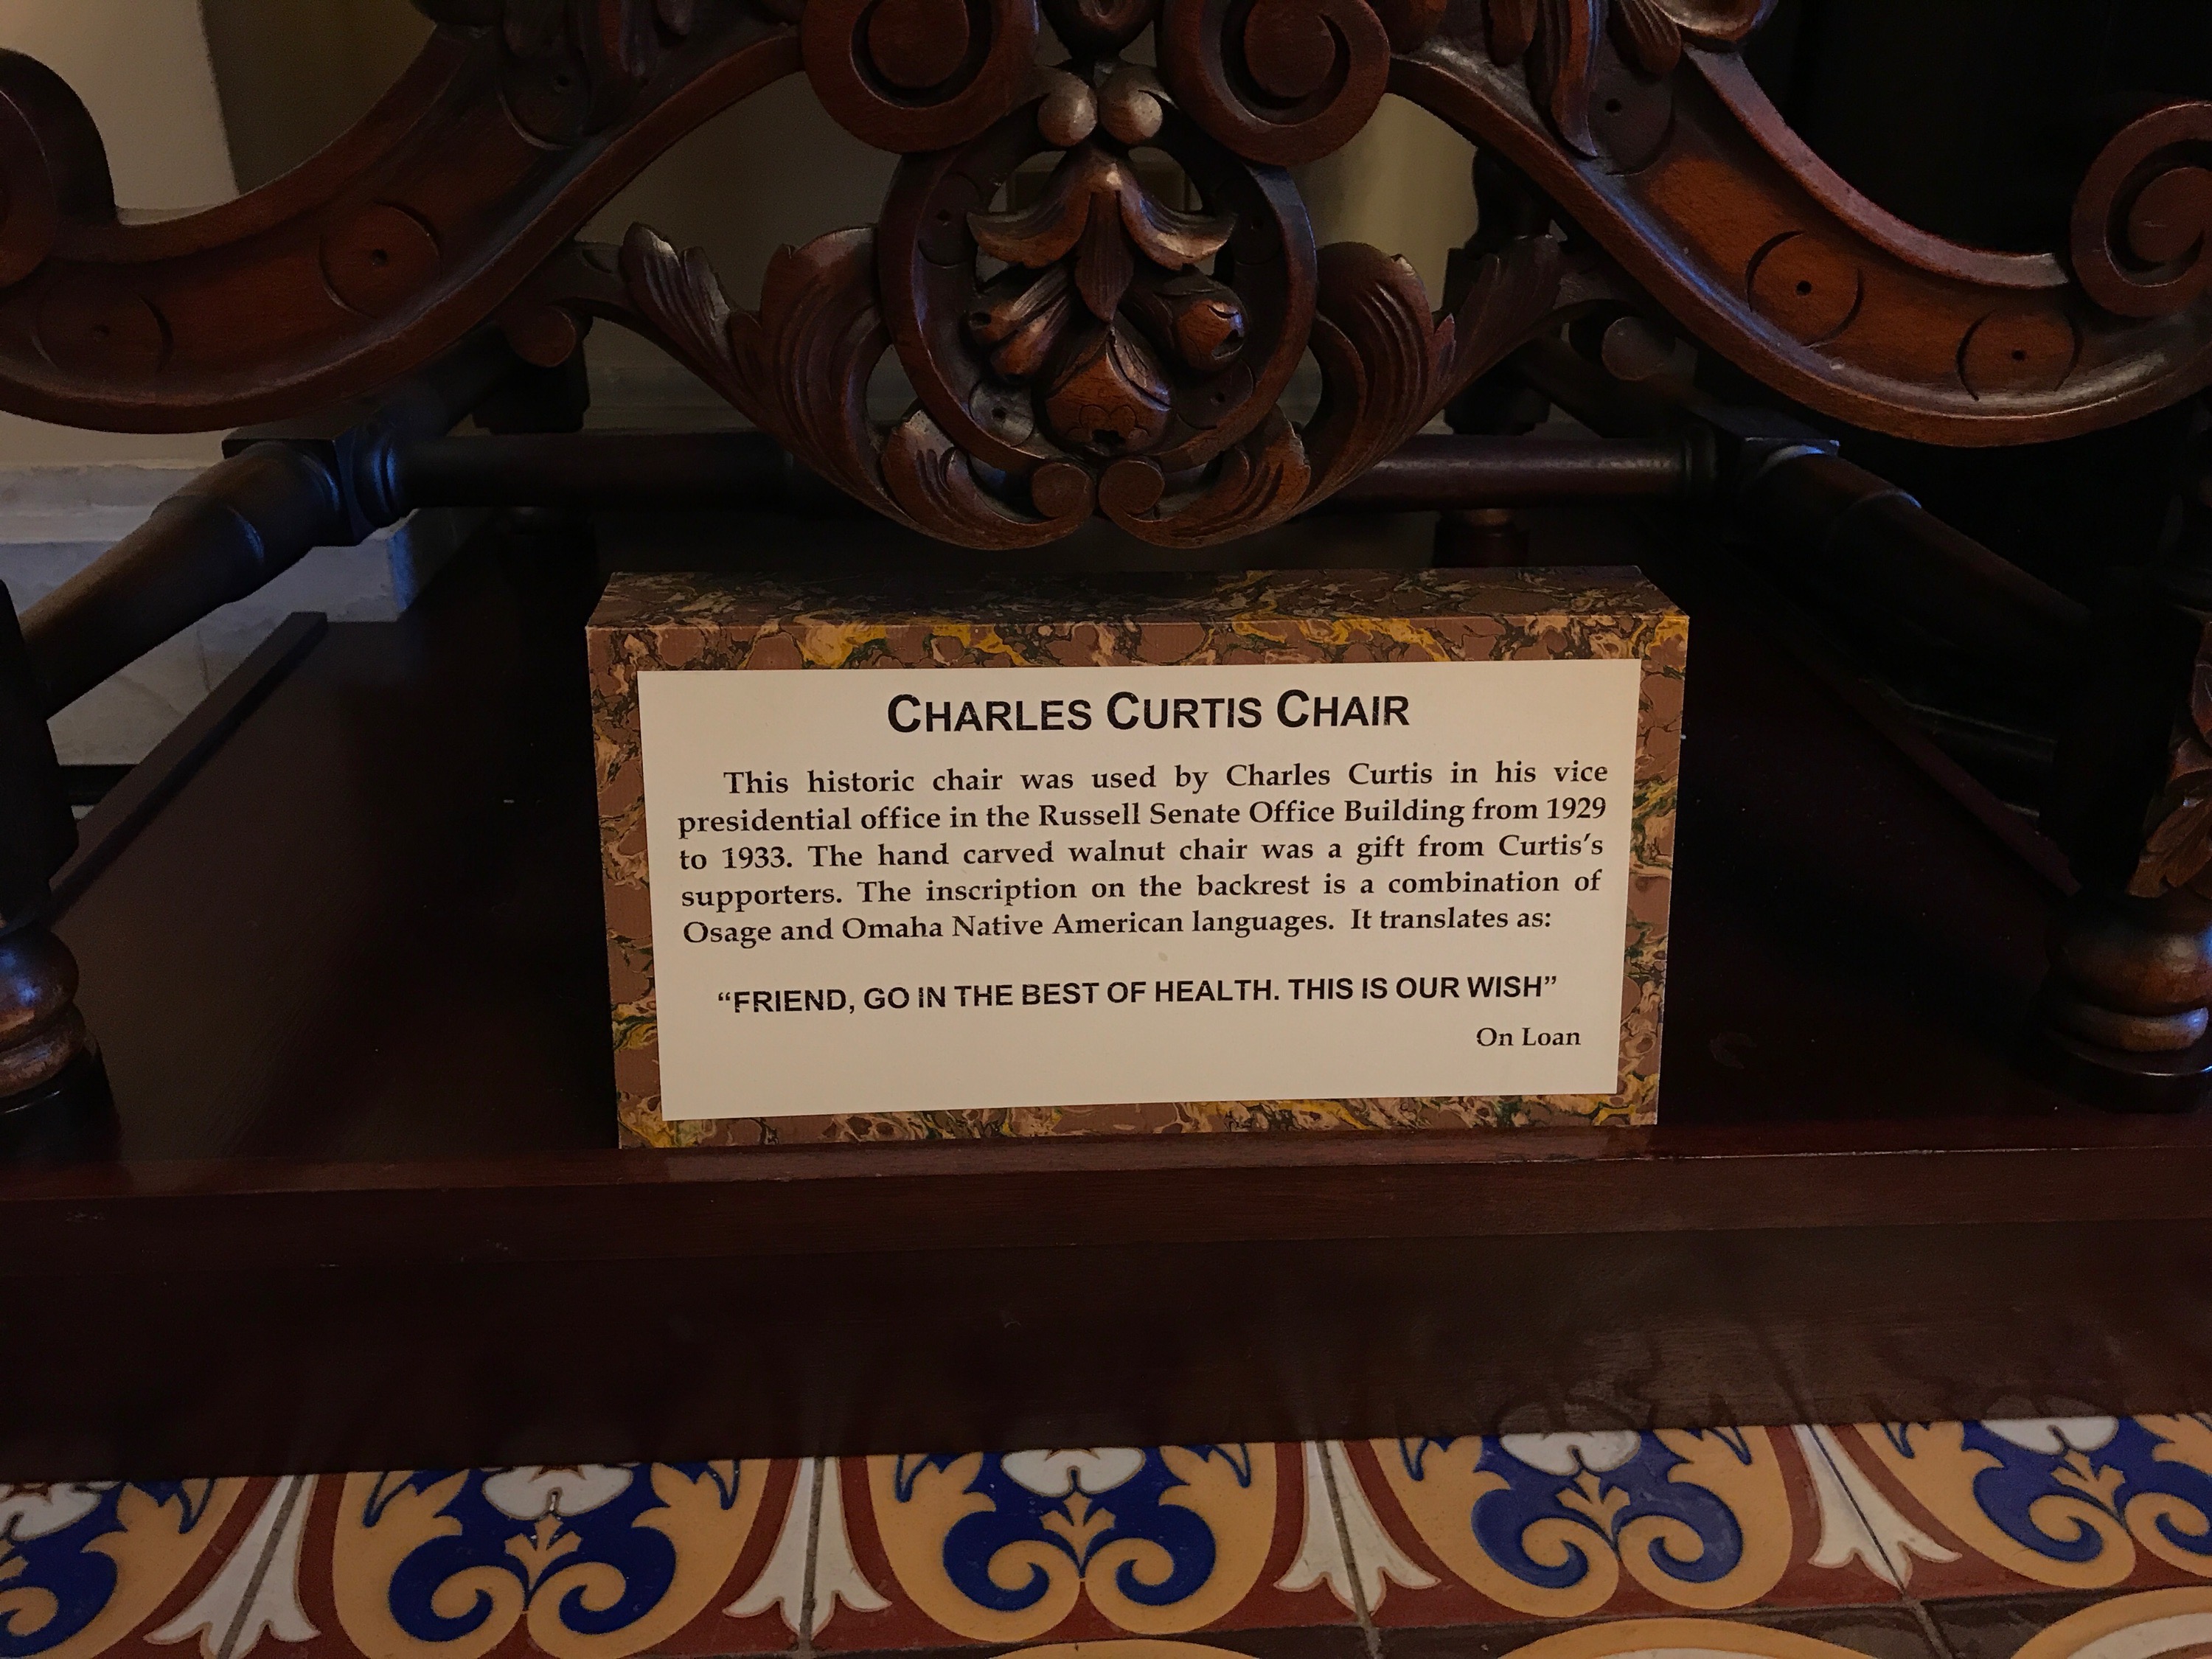 CHARLES CURTIS CHAIR
This historic chair was used by Charles Curtis in his vice
presidential office in the Russell Senate Office Building from 1929
to 1933. The hand carved walnut chair was a gift from Curtis's
supporters. The inscription on the backrest is a combination of
Osage and Omaha Native American languages. It translates as:
“FRIEND, GO IN THE BEST OF HEALTH. THIS IS OUR WISH”
On Loan